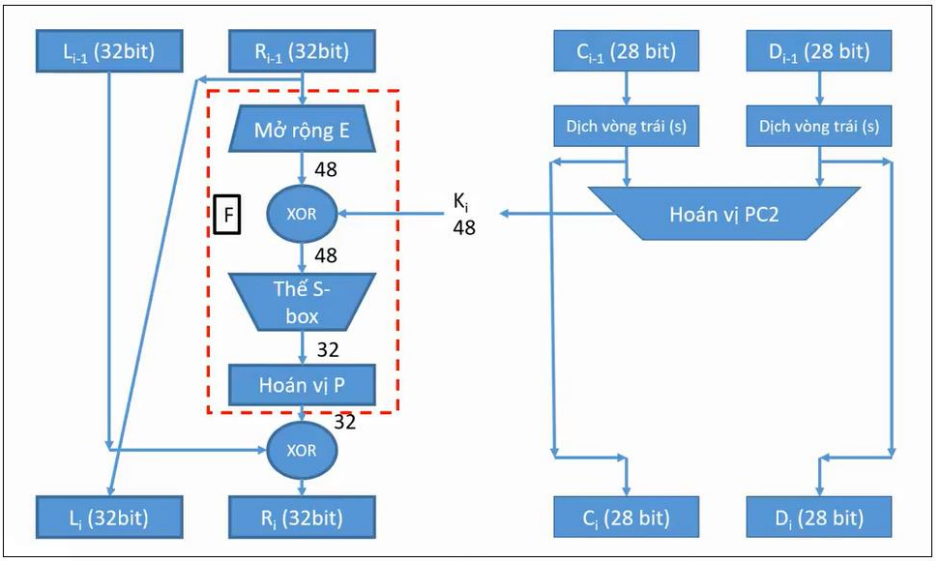 Li-1 (32bit)
Ri-1 (32bit)
Ci-1 (28 bit)
Di-1 (28 bit)
Mở rộng E
Dịch vòng trái (s)
Dịch vòng trái (s)
48
F
XOR
Ki
48
Hoán vị PC2
48
Thế S-
box
32
Hoán vị P
32
XOR
Li (32bit)
Ri (32bit)
Ci (28 bit)
Di (28 bit)